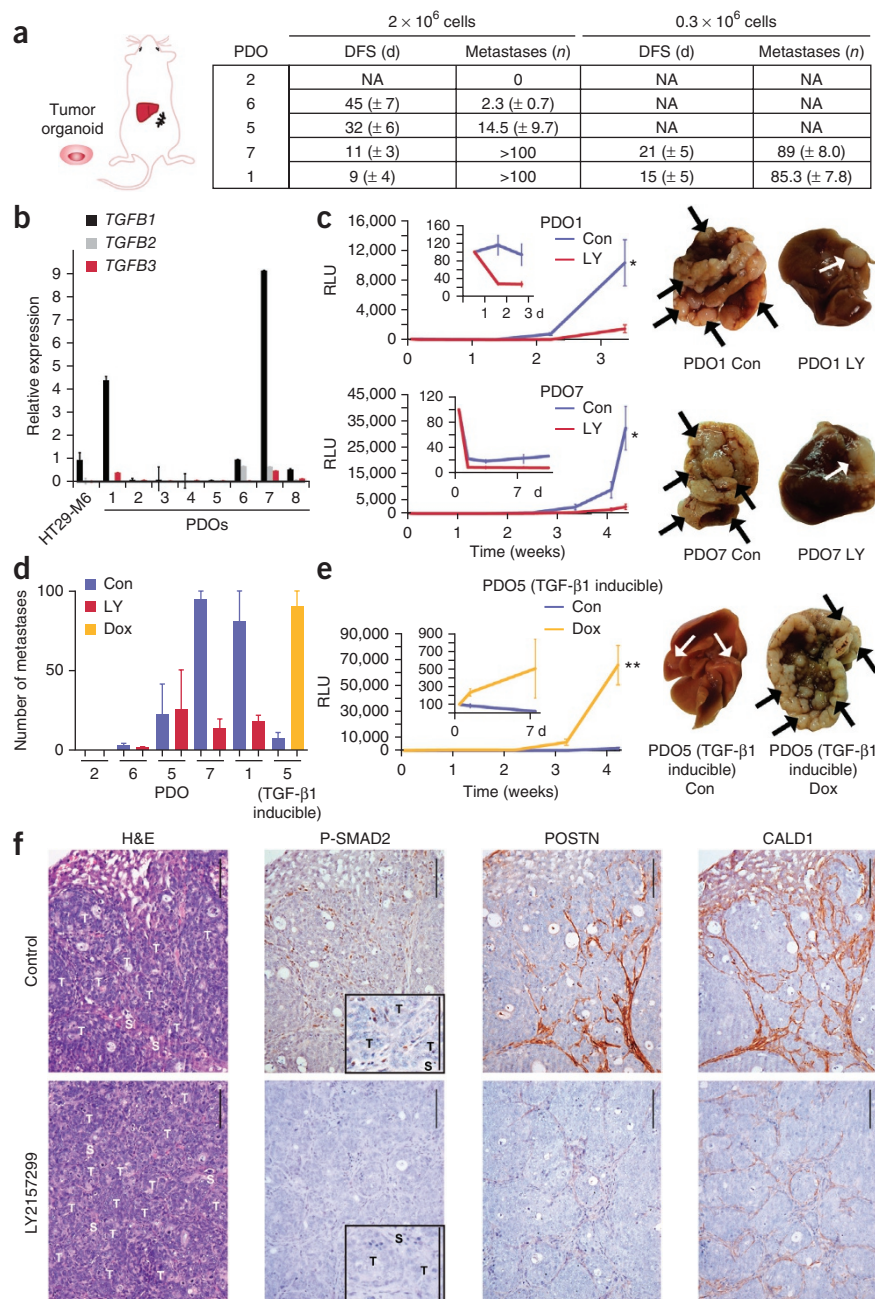 a
Tumor
organoid
2 × 10⁶ cells 0.3 × 10⁶ cells
PDO DFS (d) Metastases (n) DFS (d) Metastases (n)
2 NA 0 NA NA
6 45 (± 7) 2.3 (± 0.7) NA NA
5 32 (± 6) 14.5 (± 9.7) NA NA
7 11 (± 3) >100 21 (± 5) 89 (± 8.0)
1 9 (± 4) >100 15 (± 5) 85.3 (± 7.8)
b
TGFB1
TGFB2
TGFB3
Relative expression
9
8
7
6
5
4
3
2
1
0
HT29-M6 1 2 3 4 5 6 7 8
PDOs
c
PDO1
Con
LY
RLU
16,000
14,000
12,000
10,000
8,000
6,000
4,000
2,000
0
160
120
80
40
0
1 2 3 d
*
0 1 2 3
PDO1 Con PDO1 LY
PDO7
Con
LY
RLU
45,000
35,000
25,000
15,000
5,000
0
120
80
40
0
0 7 d
*
0 1 2 3 4
Time (weeks)
PDO7 Con PDO7 LY
d
Con
LY
Dox
Number of metastases
100
50
0
2 6 5 7 1 5
PDO (TGF-β1
inducible)
e
PDO5 (TGF-β1 inducible)
Con
Dox
RLU
90,000
70,000
50,000
30,000
10,000
0
900
700
500
300
100
7 d
**
0 1 2 3 4
Time (weeks)
PDO5 (TGF-β1
inducible)
Con
PDO5 (TGF-β1
inducible)
Dox
f
H&E P-SMAD2 POSTN CALD1
Control
T T T T T T T T T T S S
T T T S
LY2157299
T T T T T T T T T S S S
S T T